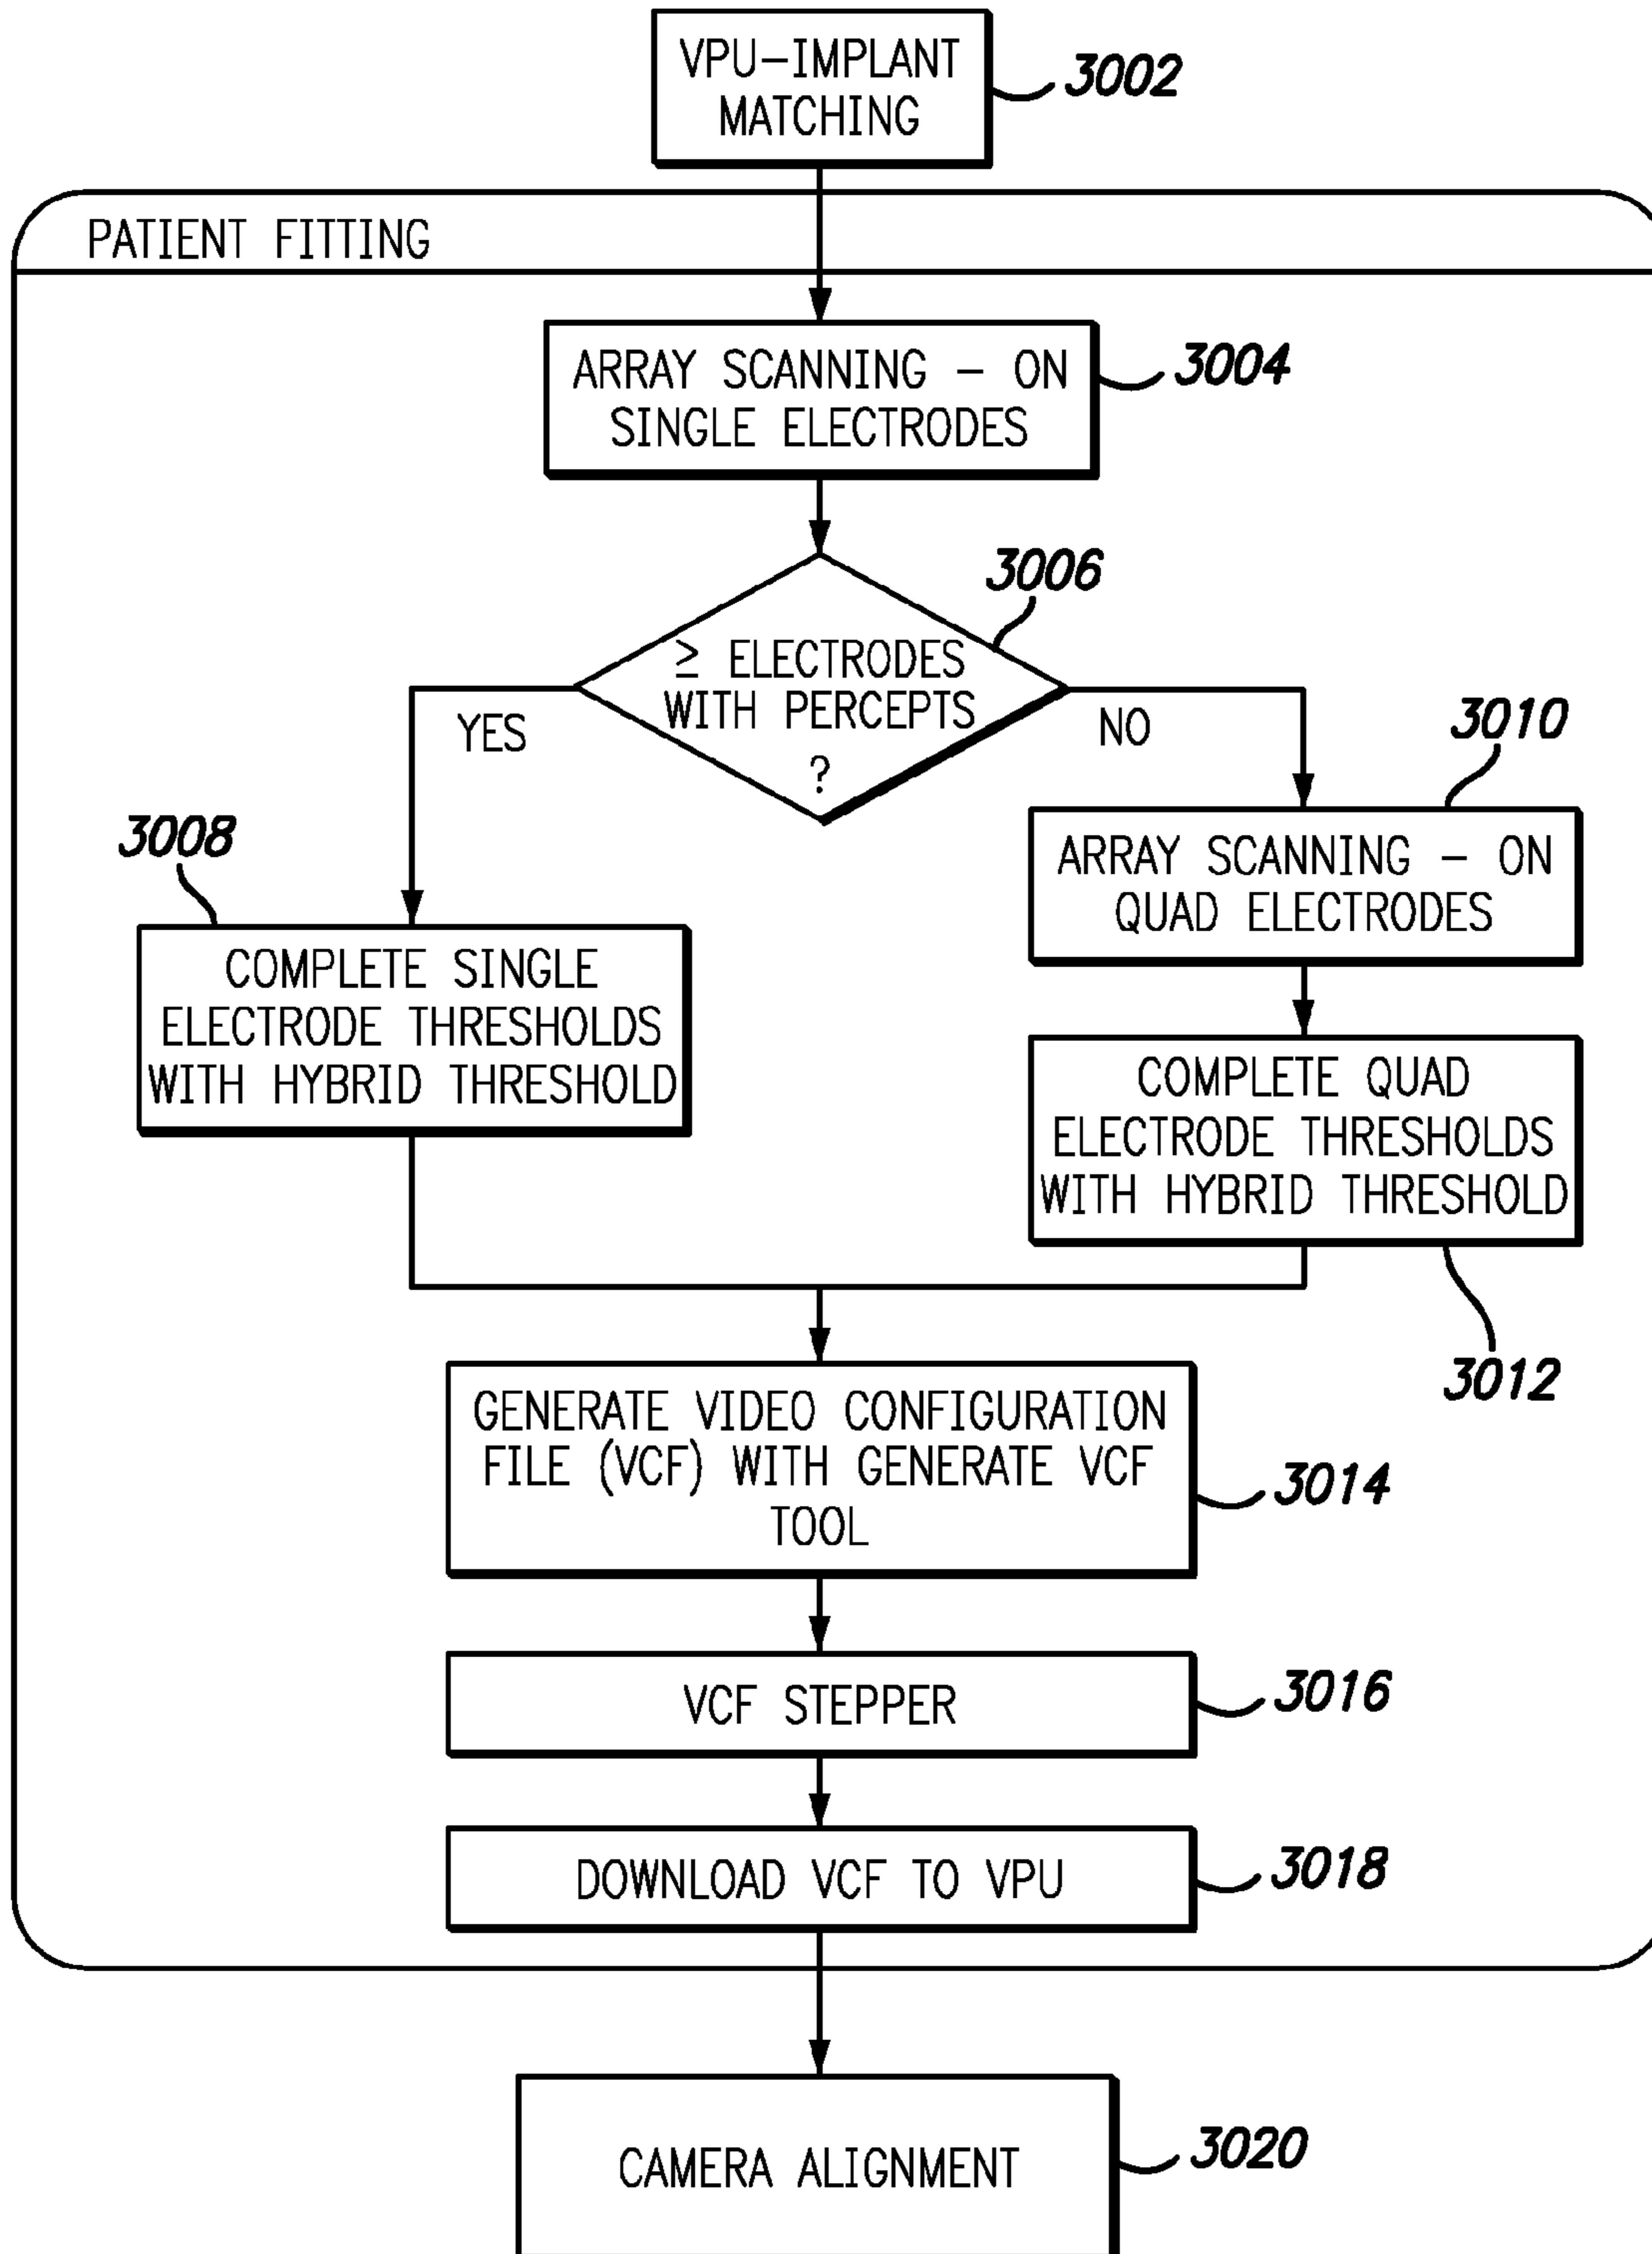 VPU-IMPLANT
MATCHING
3002
PATIENT FITTING
ARRAY SCANNING - ON
SINGLE ELECTRODES
3004
3006
≥ ELECTRODES
WITH PERCEPTS
?
YES
NO
3008
COMPLETE SINGLE
ELECTRODE THRESHOLDS
WITH HYBRID THRESHOLD
3010
ARRAY SCANNING - ON
QUAD ELECTRODES
COMPLETE QUAD
ELECTRODE THRESHOLDS
WITH HYBRID THRESHOLD
3012
GENERATE VIDEO CONFIGURATION
FILE (VCF) WITH GENERATE VCF
TOOL
3014
VCF STEPPER
3016
DOWNLOAD VCF TO VPU
3018
CAMERA ALIGNMENT
3020